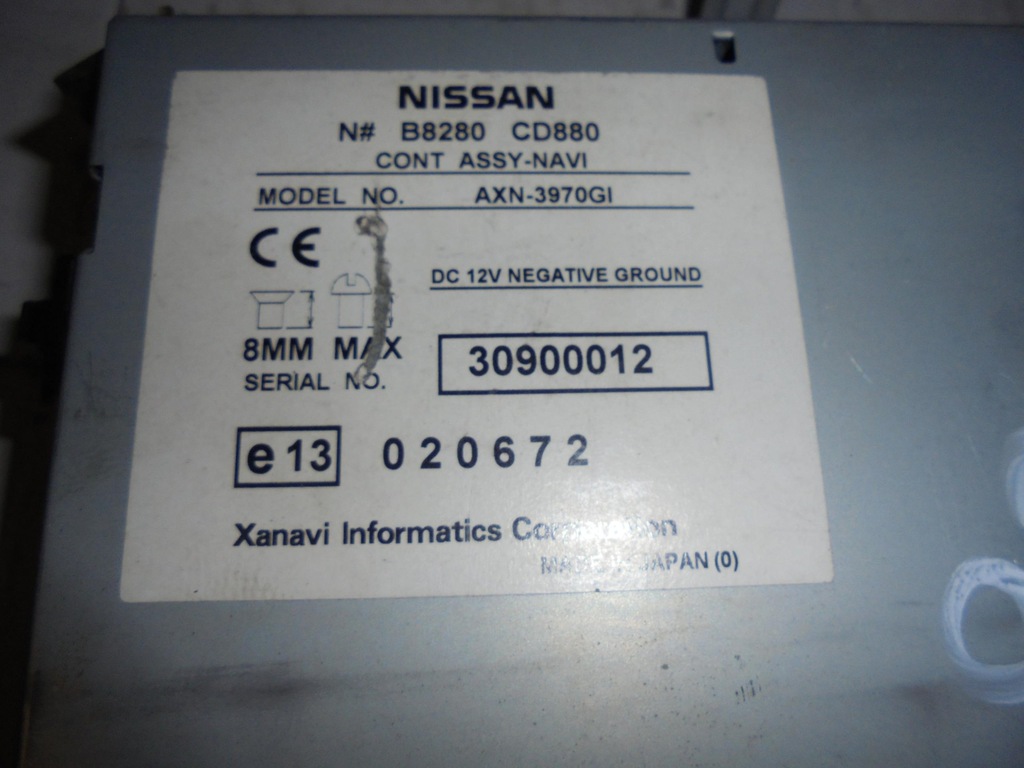 NISSAN
N# B8280 CD880
CONT ASSY-NAVI
MODEL NO. AXN-3970GI
CE
DC 12V NEGATIVE GROUND
8MM MAX
SERIAL NO. 30900012
e13 020672
Xanavi Informatics Corporation
JAPAN (0)